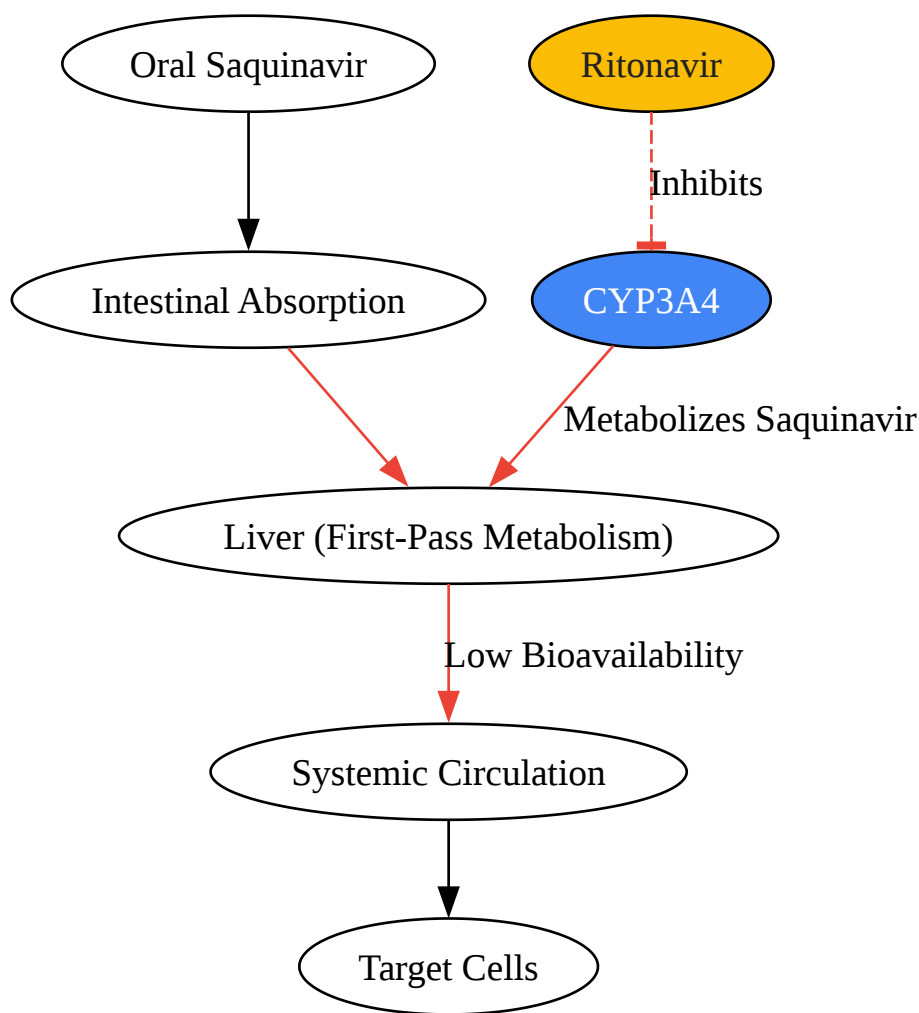 Oral Saquinavir
Ritonavir
Inhibits
Intestinal Absorption
CYP3A4
Metabolizes Saquinavir
Liver (First-Pass Metabolism)
Low Bioavailability
Systemic Circulation
Target Cells